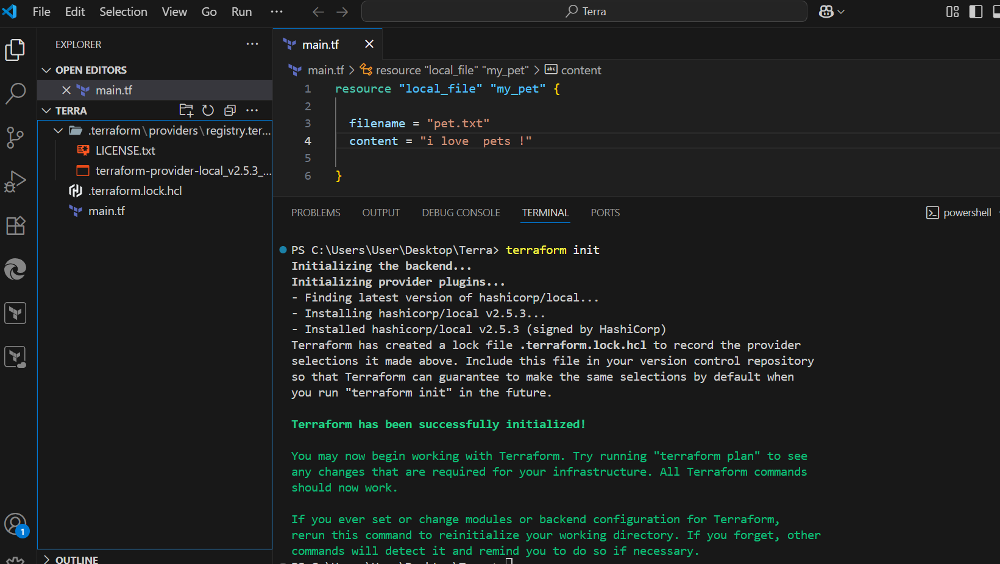 File Edit Selection View Go Run ...
Terra
EXPLORER
OPEN EDITORS
main.tf
TERRA
.terraform\providers\registry.ter...
LICENSE.txt
terraform-provider-local_v2.5.3_...
.terraform.lock.hcl
main.tf
1
OUTLINE
main.tf
main.tf > resource "local_file" "my_pet" > abc content
1 resource "local_file" "my_pet" {
2
3 filename = "pet.txt"
4 content = "i love  pets !"
5
6 }
PROBLEMS OUTPUT DEBUG CONSOLE TERMINAL PORTS
powershell
PS C:\Users\User\Desktop\Terra> terraform init
Initializing the backend...
Initializing provider plugins...
- Finding latest version of hashicorp/local...
- Installing hashicorp/local v2.5.3...
- Installed hashicorp/local v2.5.3 (signed by HashiCorp)
Terraform has created a lock file .terraform.lock.hcl to record the provider
selections it made above. Include this file in your version control repository
so that Terraform can guarantee to make the same selections by default when
you run "terraform init" in the future.
Terraform has been successfully initialized!
You may now begin working with Terraform. Try running "terraform plan" to see
any changes that are required for your infrastructure. All Terraform commands
should now work.
If you ever set or change modules or backend configuration for Terraform,
rerun this command to reinitialize your working directory. If you forget, other
commands will detect it and remind you to do so if necessary.